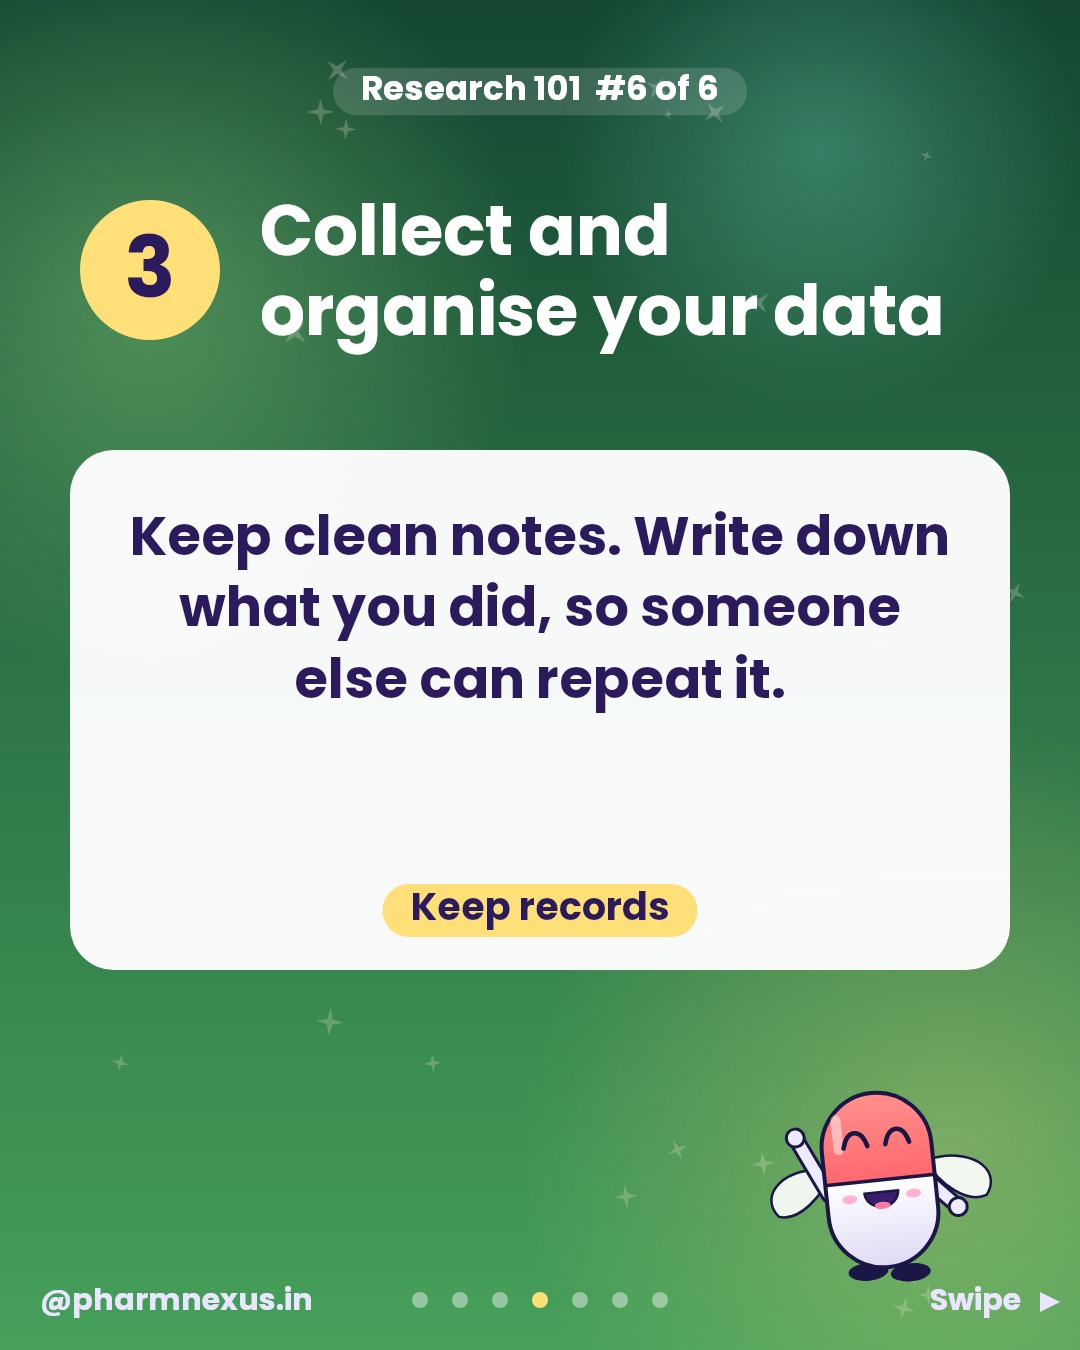 Research 101 #6 of 6
3
Collect and
organise your data
Keep clean notes. Write down
what you did, so someone
else can repeat it.
Keep records
@pharmnexus.in
Swipe ▶